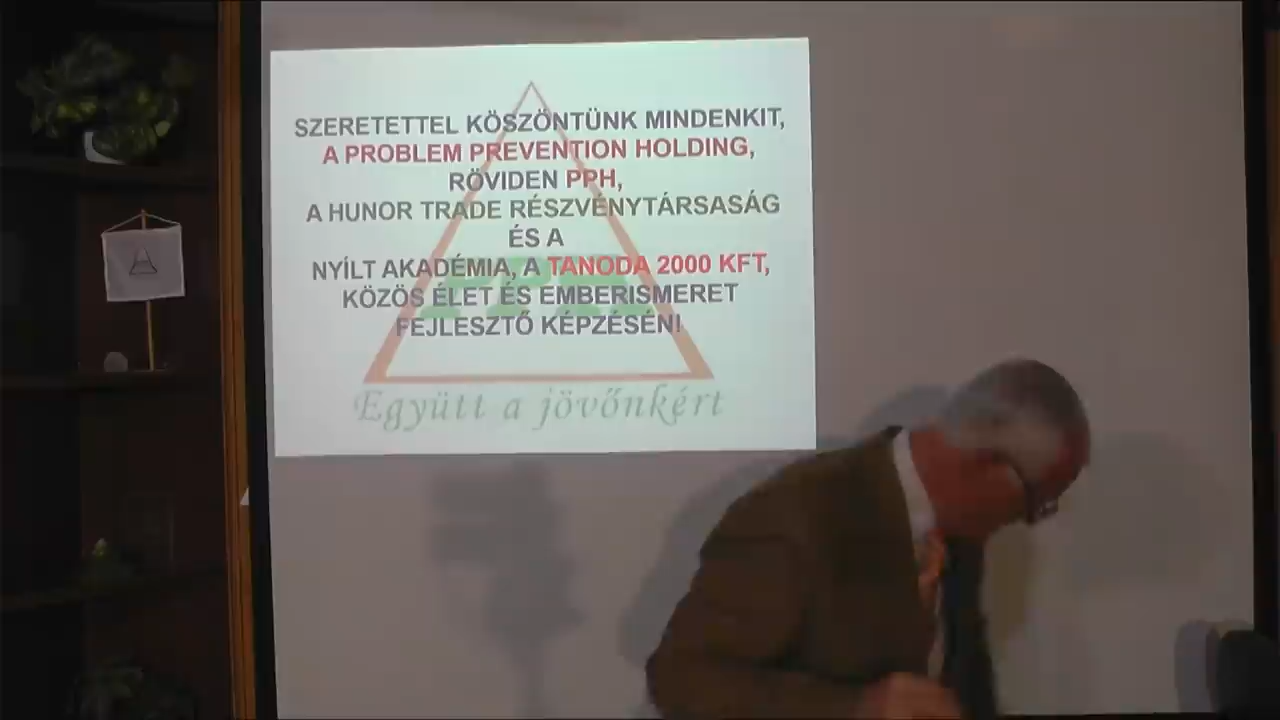 SZERETETTEL KÖSZÖNTÜNK MINDENKIT,
A PROBLEM PREVENTION HOLDING,
RÖVIDEN PPH,
A HUNOR TRADE RÉSZVÉNYTÁRSASÁG
ÉS A
NYÍLT AKADÉMIA, A TANODA 2000 KFT,
KÖZÖS ÉLET ÉS EMBERISMERET
FEJLESZTŐ KÉPZÉSÉN!
PPH
Együtt a jövőnkért